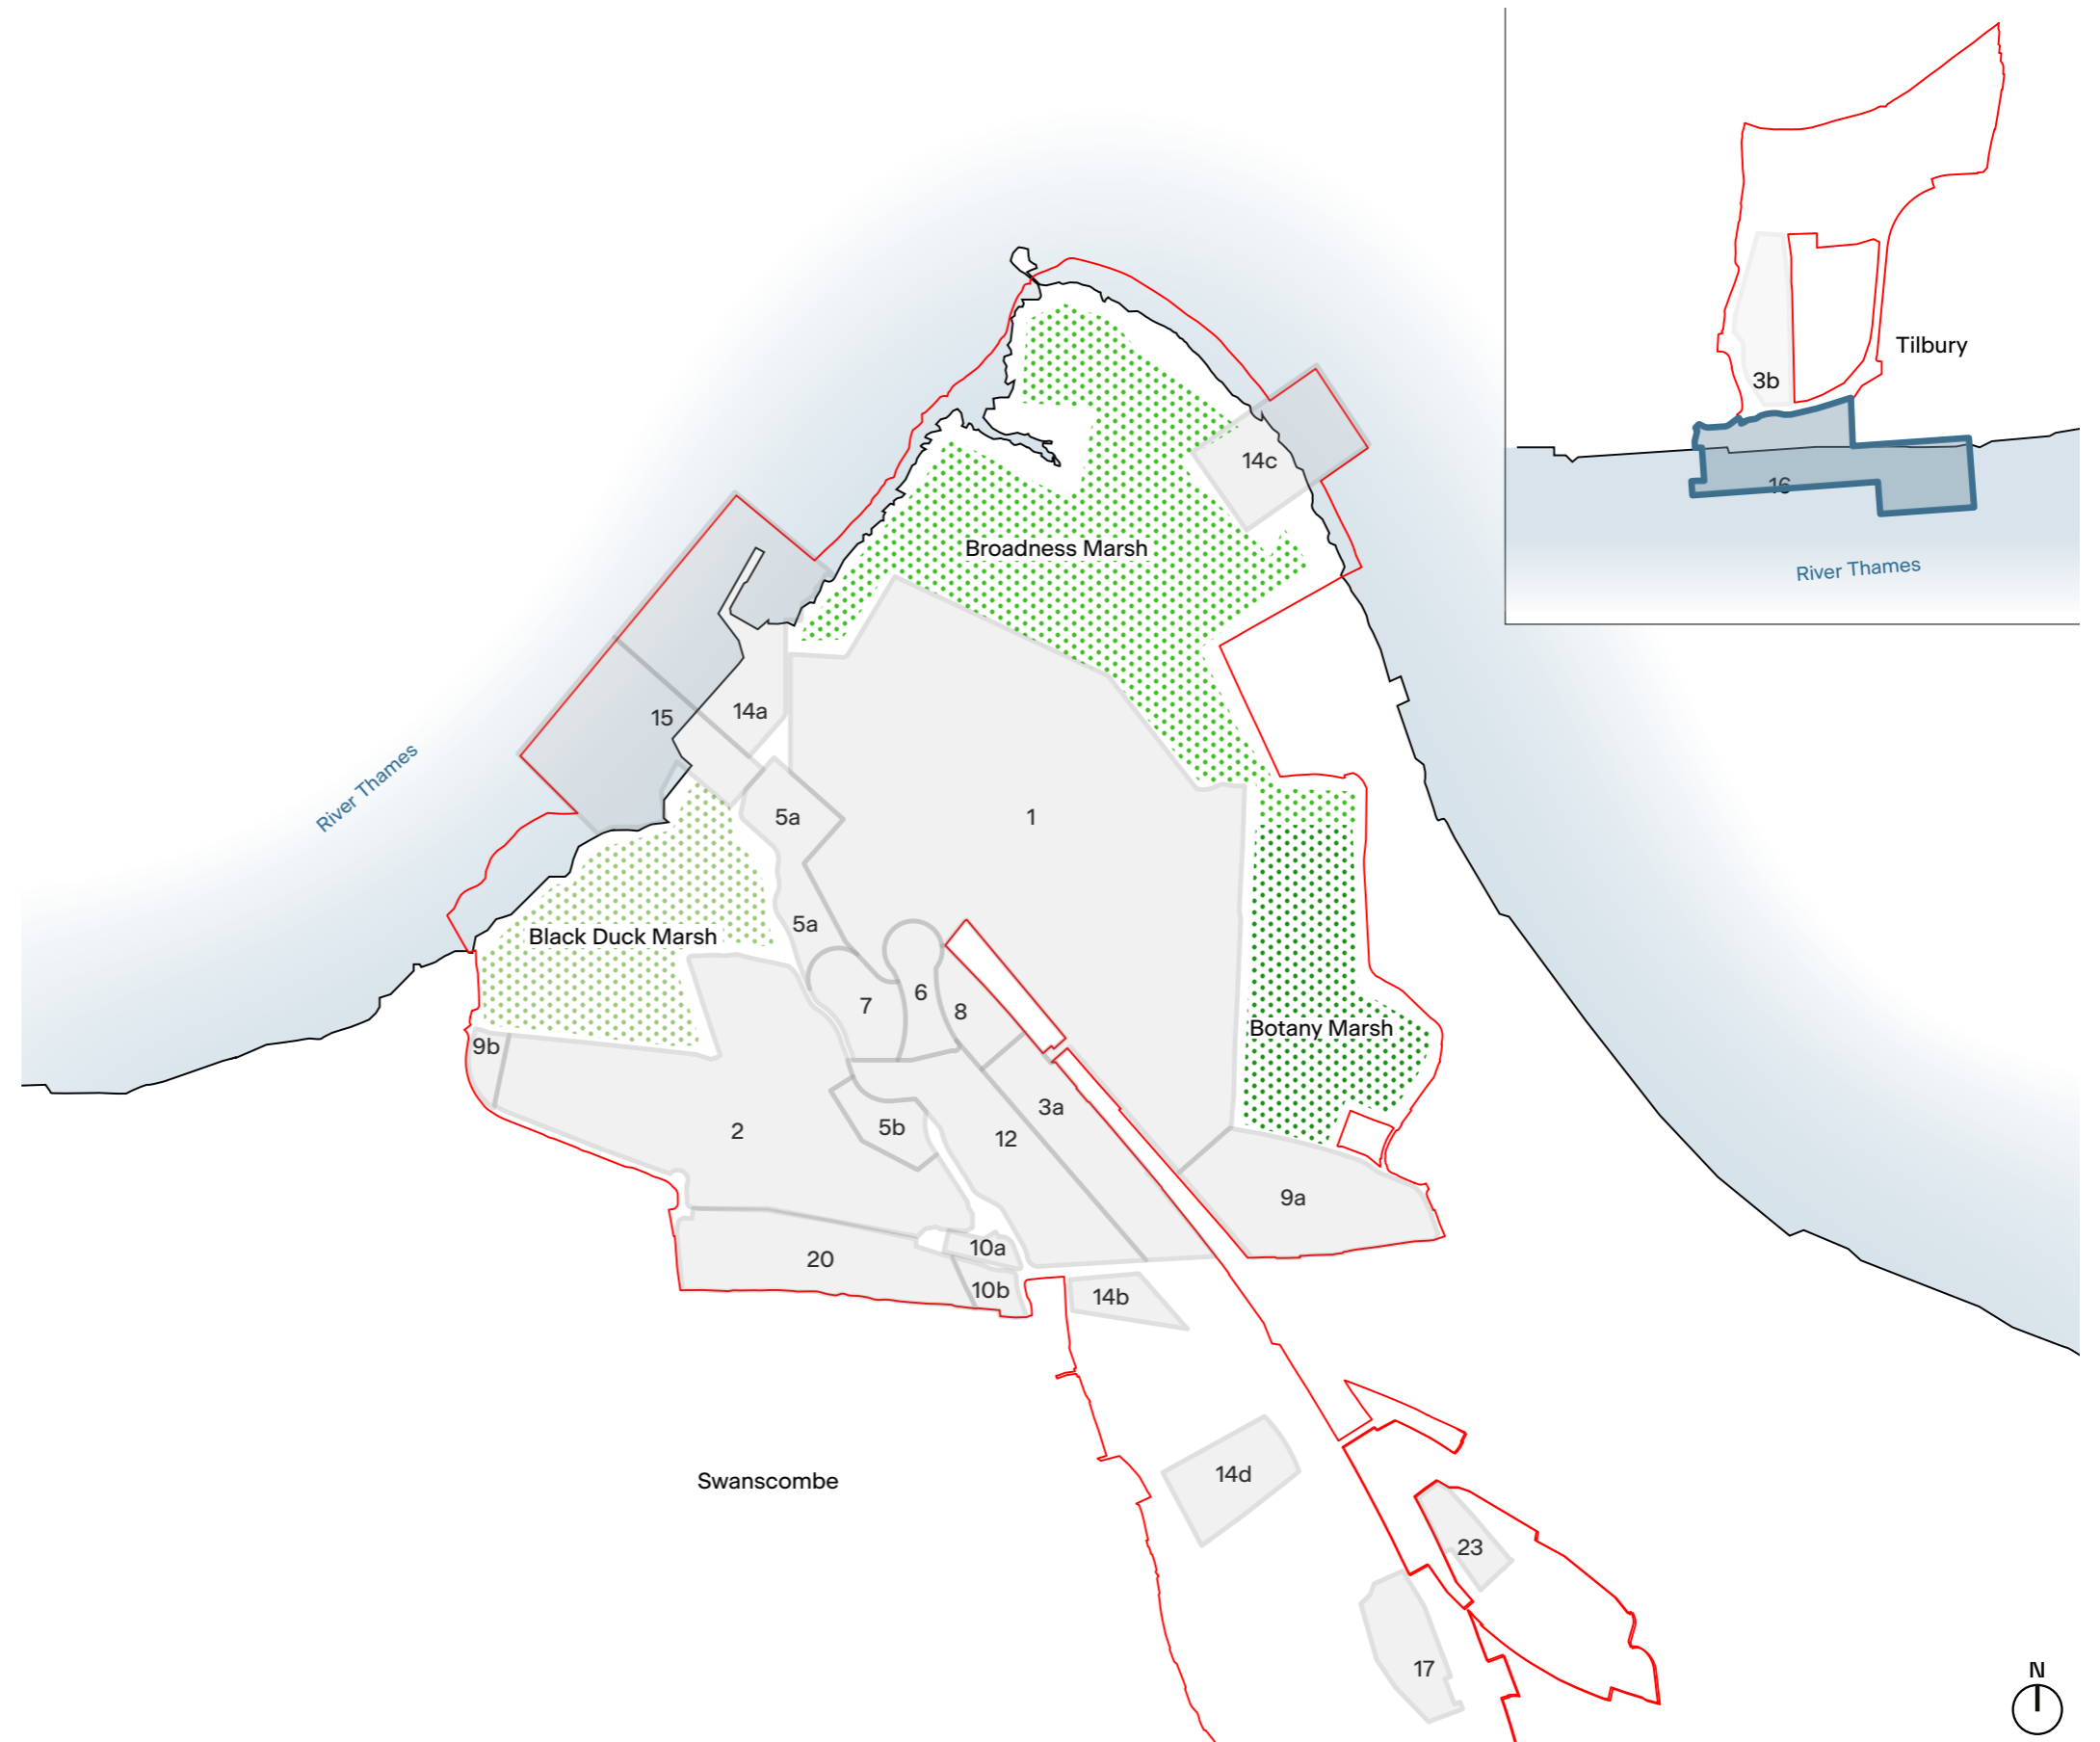 Tilbury
3b
16
River Thames
14c
Broadness Marsh
15
14a
River Thames
5a
1
5a
Black Duck Marsh
6
7
8
Botany Marsh
9b
3a
5b
2
12
9a
10a
20
10b
14b
14d
Swanscombe
23
17
N